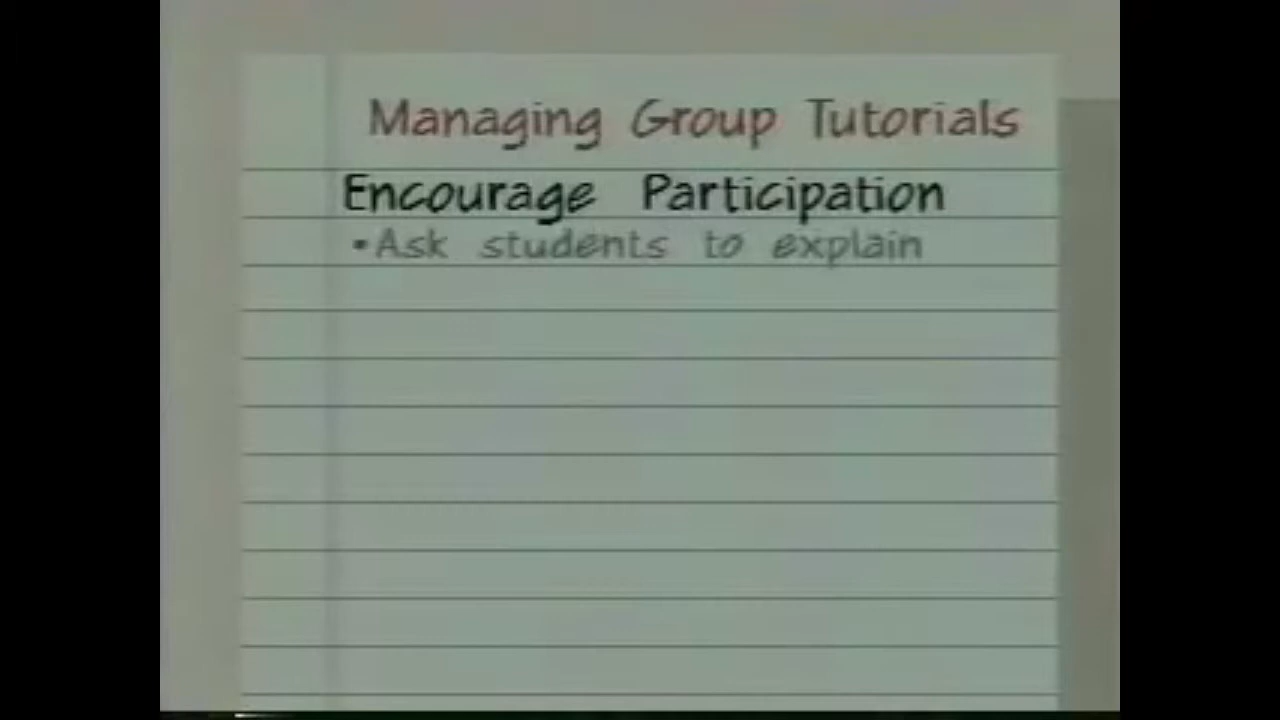 Managing Group Tutorials
Encourage Participation
•Ask students to explain